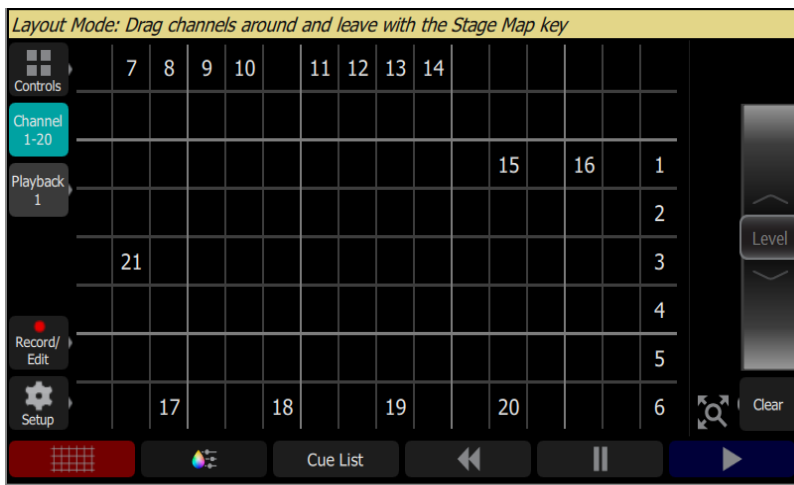 Layout Mode: Drag channels around and leave with the Stage Map key
Controls
7 8 9 10 11 12 13 14
Channel
1-20
15 16 1
Playback
1
2
Level
21 3
4
Record/
Edit
5
Setup
17 18 19 20 6
Clear
Cue List